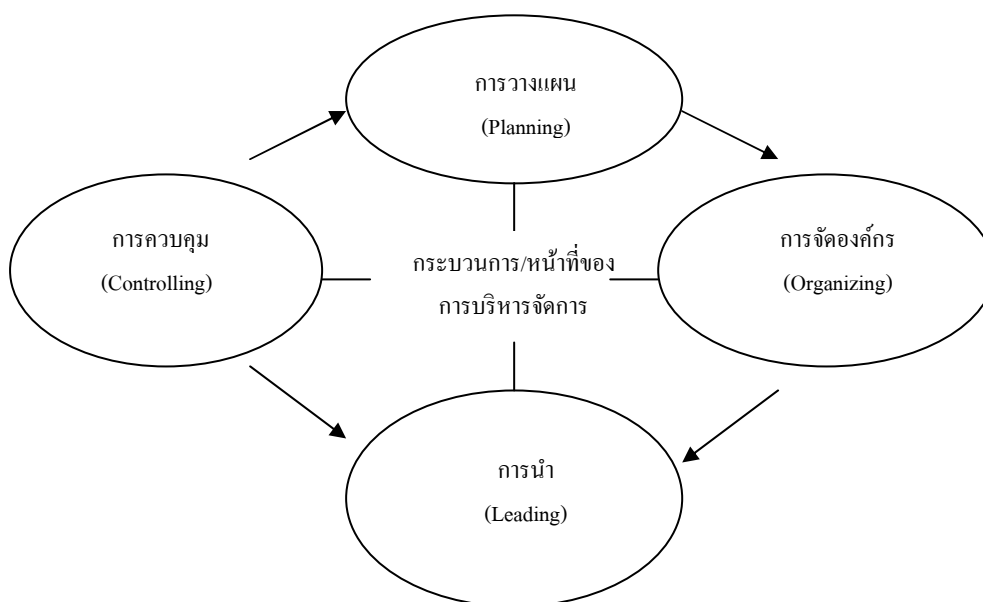 การวางแผน
(Planning)
การควบคุม
(Controlling)
กระบวนการ/หน้าที่ของ
การบริหารจัดการ
การจัดองค์กร
(Organizing)
การนำ
(Leading)